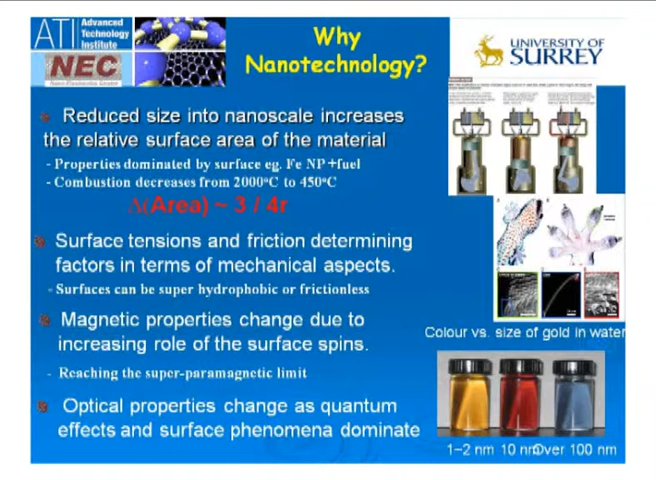 ATI
Advanced
Technology
Institute
NEC
Why
Nanotechnology?
UNIVERSITY OF
SURREY
Reduced size into nanoscale increases
the relative surface area of the material
- Properties dominated by surface eg. Fe NP +fuel
- Combustion decreases from 2000°C to 450°C
Δ(Area) ~ 3 / 4r
Surface tensions and friction determining
factors in terms of mechanical aspects.
- Surfaces can be super hydrophobic or frictionless
Colour vs. size of gold in water
Magnetic properties change due to
increasing role of the surface spins.
- Reaching the super-paramagnetic limit
Optical properties change as quantum
effects and surface phenomena dominate
1-2 nm 10 nm Over 100 nm